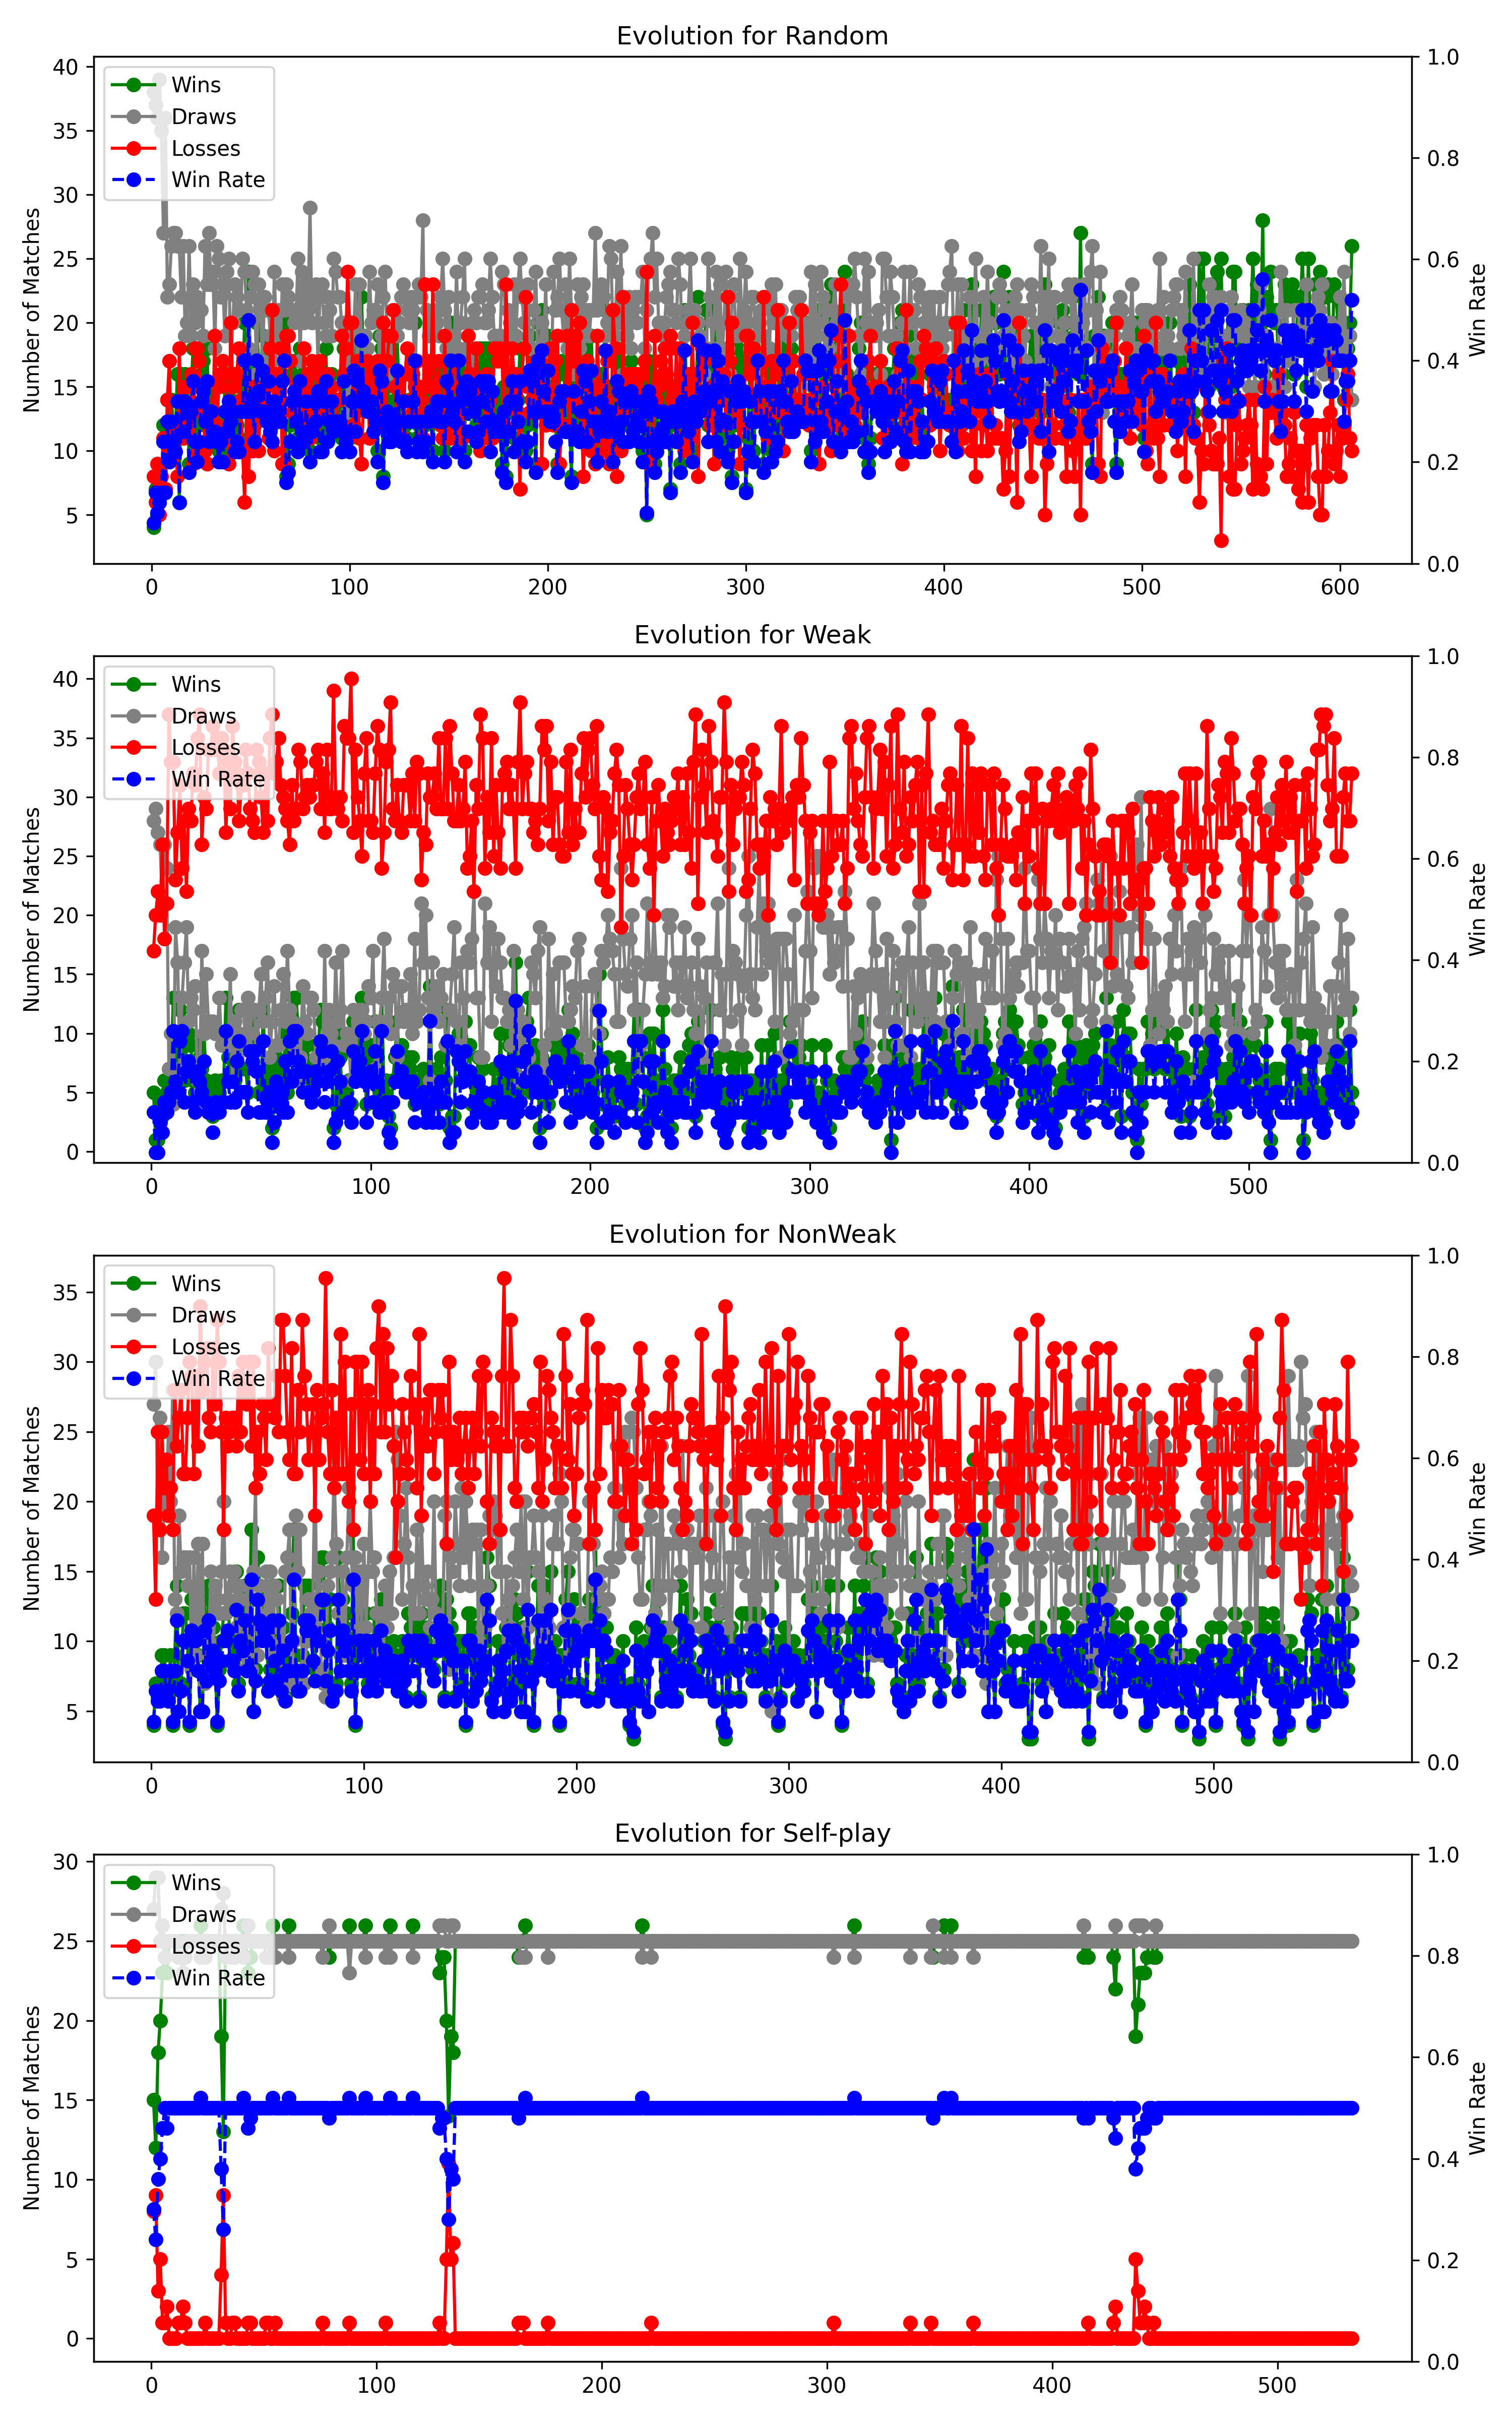 Evolution for Random
40
35
30
25
20
15
10
5
Number of Matches
Wins
Draws
Losses
Win Rate
1.0
0.8
0.6
0.4
0.2
0.0
Win Rate
0 100 200 300 400 500 600
Evolution for Weak
40
35
30
25
20
15
10
5
0
Number of Matches
Wins
Draws
Losses
Win Rate
1.0
0.8
0.6
0.4
0.2
0.0
Win Rate
0 100 200 300 400 500
Evolution for NonWeak
35
30
25
20
15
10
5
Number of Matches
Wins
Draws
Losses
Win Rate
1.0
0.8
0.6
0.4
0.2
0.0
Win Rate
0 100 200 300 400 500
Evolution for Self-play
30
25
20
15
10
5
0
Number of Matches
Wins
Draws
Losses
Win Rate
1.0
0.8
0.6
0.4
0.2
0.0
Win Rate
0 100 200 300 400 500